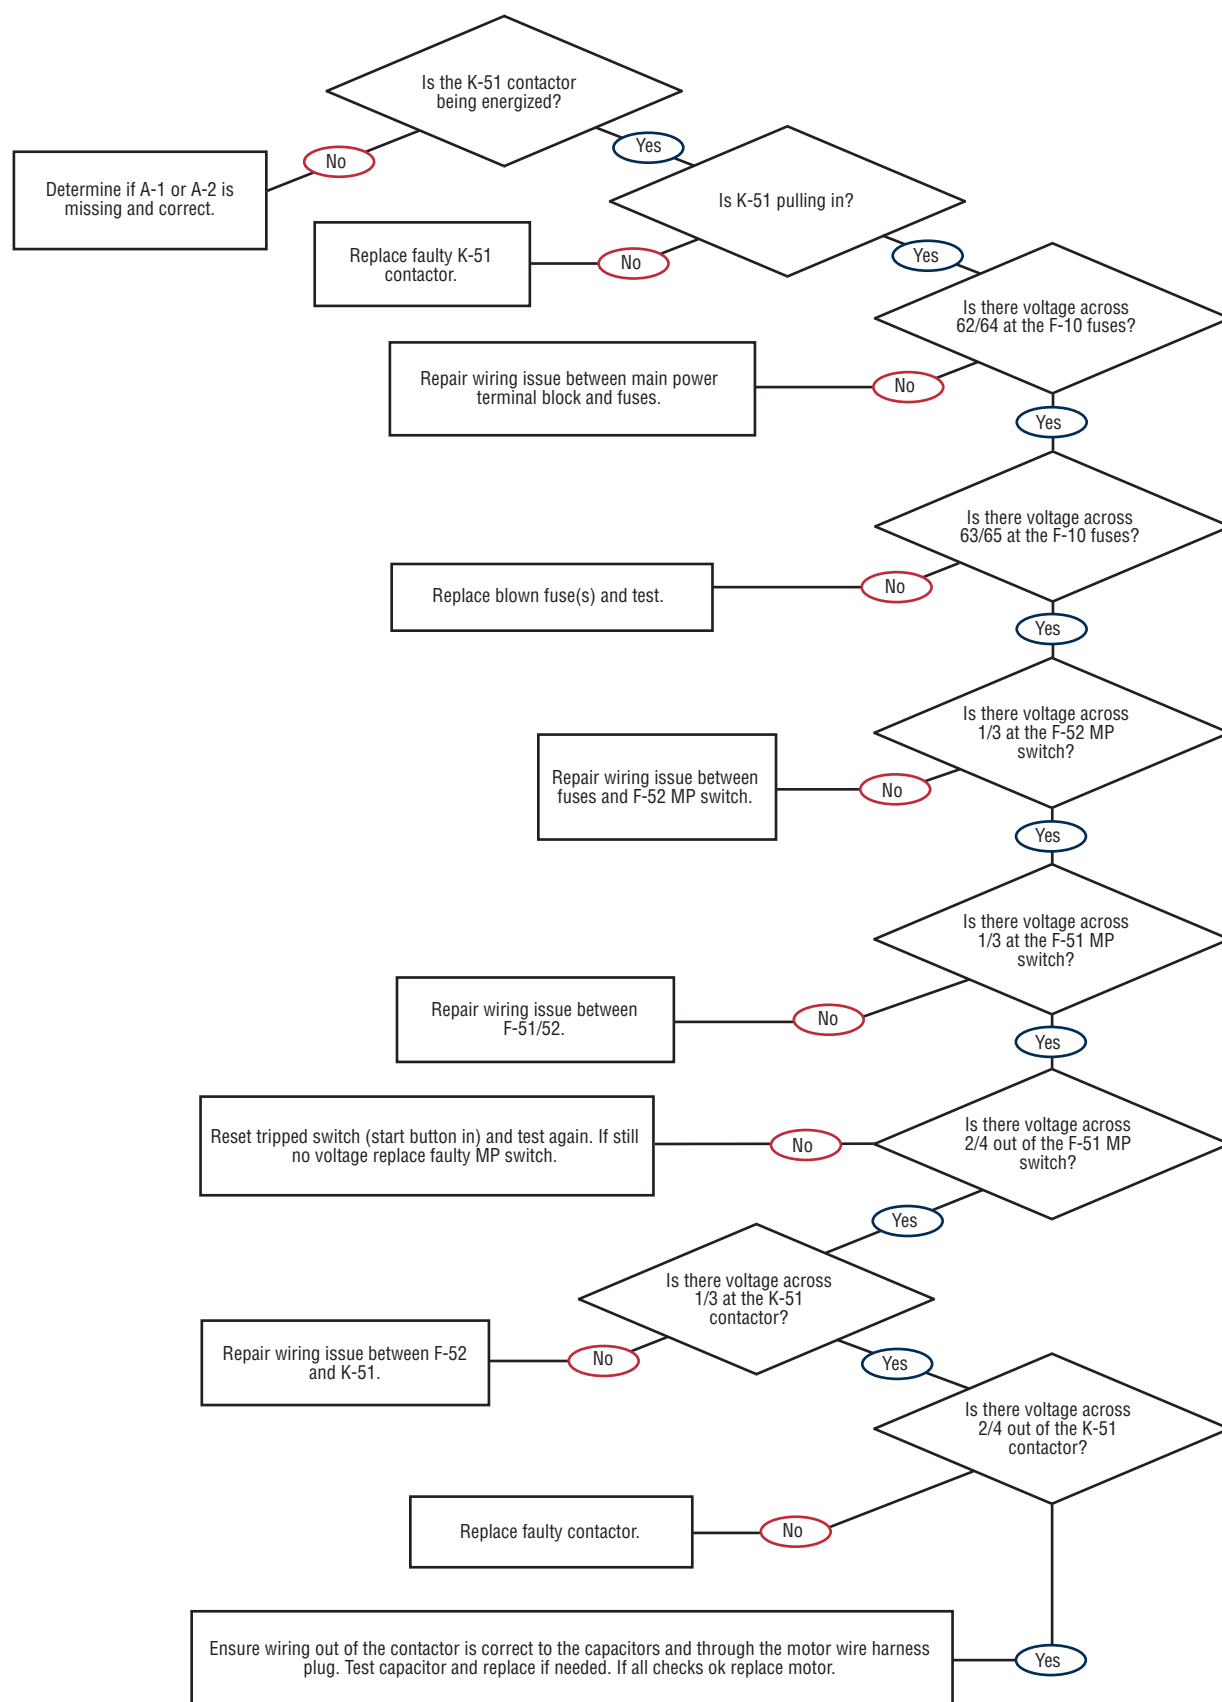 Is the K-51 contactor
being energized?
No
Yes
Determine if A-1 or A-2 is
missing and correct.
Is K-51 pulling in?
Replace faulty K-51
contactor.
No
Yes
Is there voltage across
62/64 at the F-10 fuses?
Repair wiring issue between main power
terminal block and fuses.
No
Yes
Is there voltage across
63/65 at the F-10 fuses?
Replace blown fuse(s) and test.
No
Yes
Is there voltage across
1/3 at the F-52 MP
switch?
Repair wiring issue between
fuses and F-52 MP switch.
No
Yes
Is there voltage across
1/3 at the F-51 MP
switch?
Repair wiring issue between
F-51/52.
No
Yes
Is there voltage across
2/4 out of the F-51 MP
switch?
Reset tripped switch (start button in) and test again. If still
no voltage replace faulty MP switch.
No
Yes
Is there voltage across
1/3 at the K-51
contactor?
Repair wiring issue between F-52
and K-51.
No
Yes
Is there voltage across
2/4 out of the K-51
contactor?
Replace faulty contactor.
No
Ensure wiring out of the contactor is correct to the capacitors and through the motor wire harness
plug. Test capacitor and replace if needed. If all checks ok replace motor.
Yes